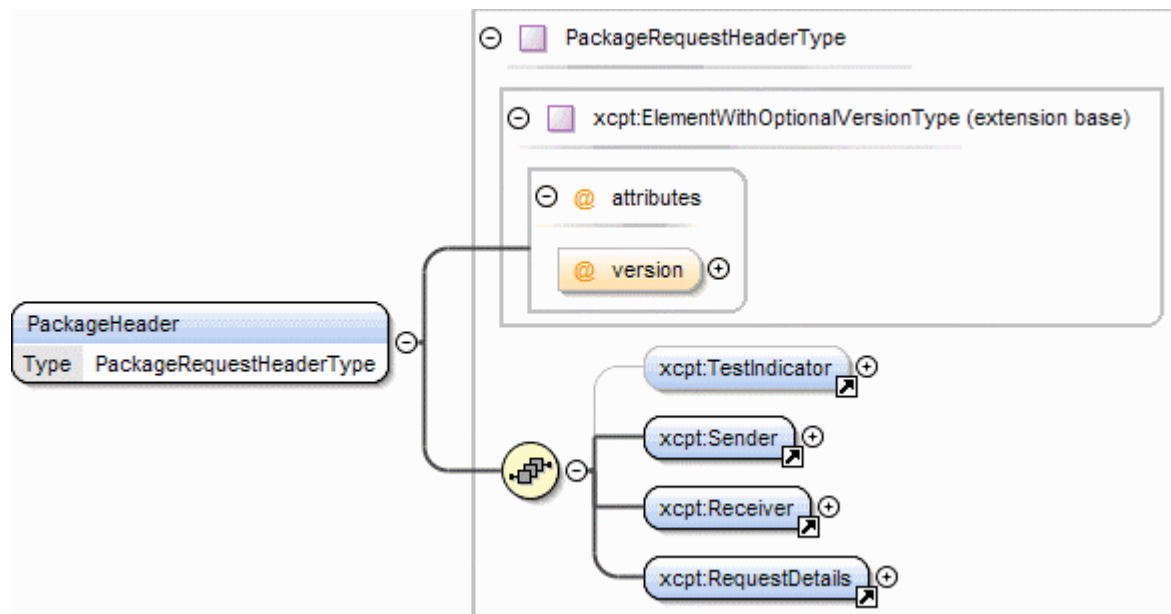 PackageRequestHeaderType
xcpt:ElementWithOptionalVersionType (extension base)
@ attributes
@ version
PackageHeader
Type PackageRequestHeaderType
xcpt:TestIndicator
xcpt:Sender
xcpt:Receiver
xcpt:RequestDetails